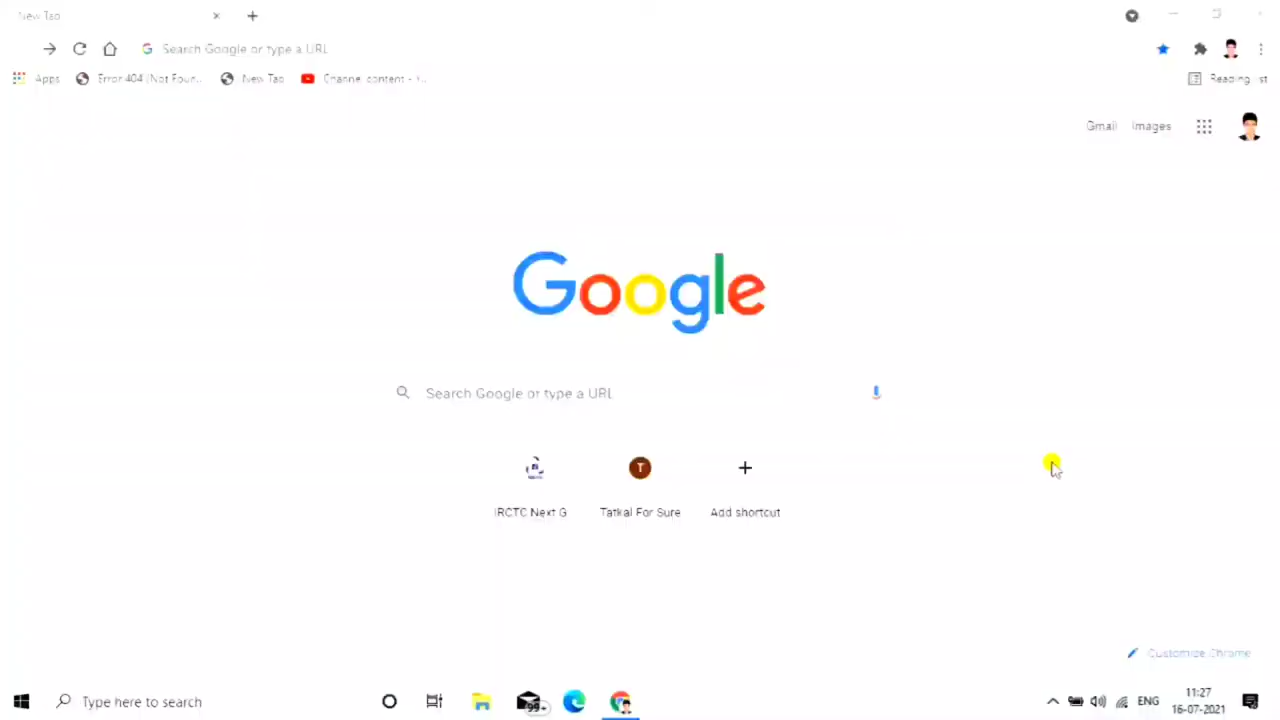 New Tab
Search Google or type a URL
Apps
Error 404 (Not Foun...
New Tab
Channel content -
Reading
Gmail
Images
Google
Search Google or type a URL
T
IRCTC Next G
Tatkal For Sure
Add shortcut
Customize Chrome
Type here to search
99+
ENG
11:27
16-07-2021